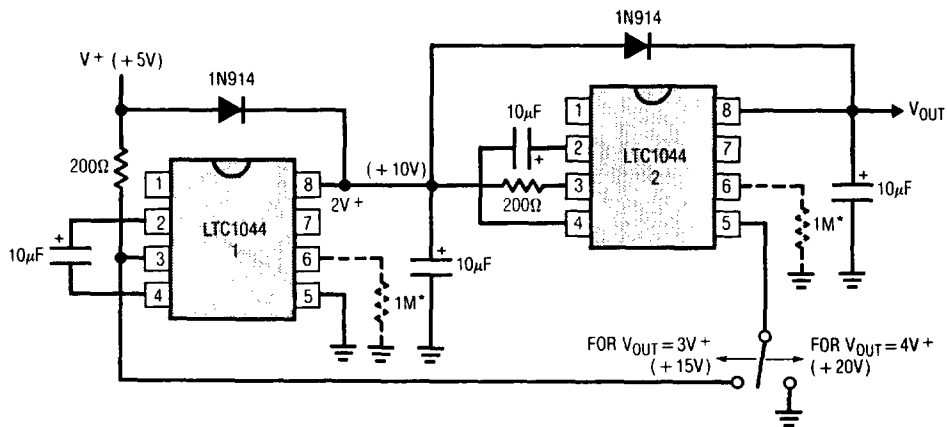 V+ (+5V)
1N914
200Ω
10µF
+
LTC1044
1
1
2
3
4
8
7
6
5
2V+
(+10V)
1M*
+
10µF
1N914
10µF
+
200Ω
LTC1044
2
1
2
3
4
8
7
6
5
VOUT
1M*
+
10µF
FOR VOUT = 3V+
(+15V)
FOR VOUT = 4V+
(+20V)